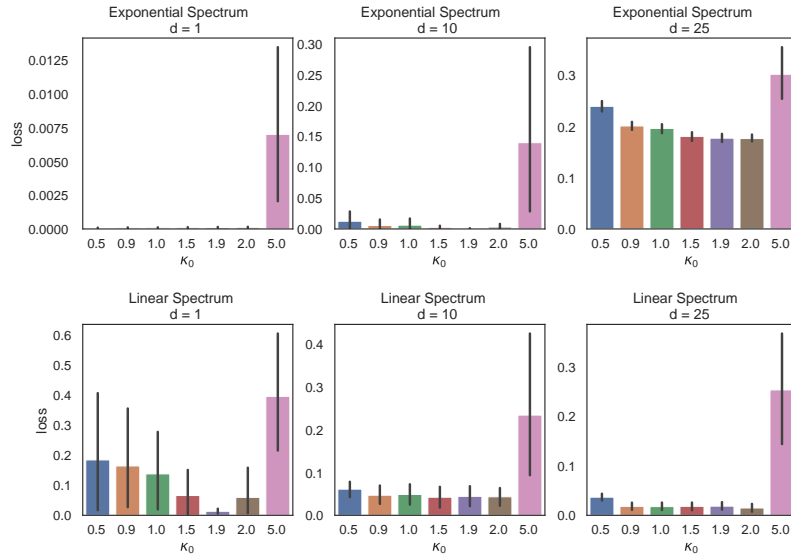 Exponential Spectrum
d = 1
Exponential Spectrum
d = 10
Exponential Spectrum
d = 25
loss
0.0125
0.0100
0.0075
0.0050
0.0025
0.0000
0.5 0.9 1.0 1.5 1.9 2.0 5.0
κ₀
0.30
0.25
0.20
0.15
0.10
0.05
0.00
0.5 0.9 1.0 1.5 1.9 2.0 5.0
κ₀
0.3
0.2
0.1
0.0
0.5 0.9 1.0 1.5 1.9 2.0 5.0
κ₀
Linear Spectrum
d = 1
Linear Spectrum
d = 10
Linear Spectrum
d = 25
loss
0.6
0.5
0.4
0.3
0.2
0.1
0.0
0.5 0.9 1.0 1.5 1.9 2.0 5.0
κ₀
0.4
0.3
0.2
0.1
0.0
0.5 0.9 1.0 1.5 1.9 2.0 5.0
κ₀
0.3
0.2
0.1
0.0
0.5 0.9 1.0 1.5 1.9 2.0 5.0
κ₀